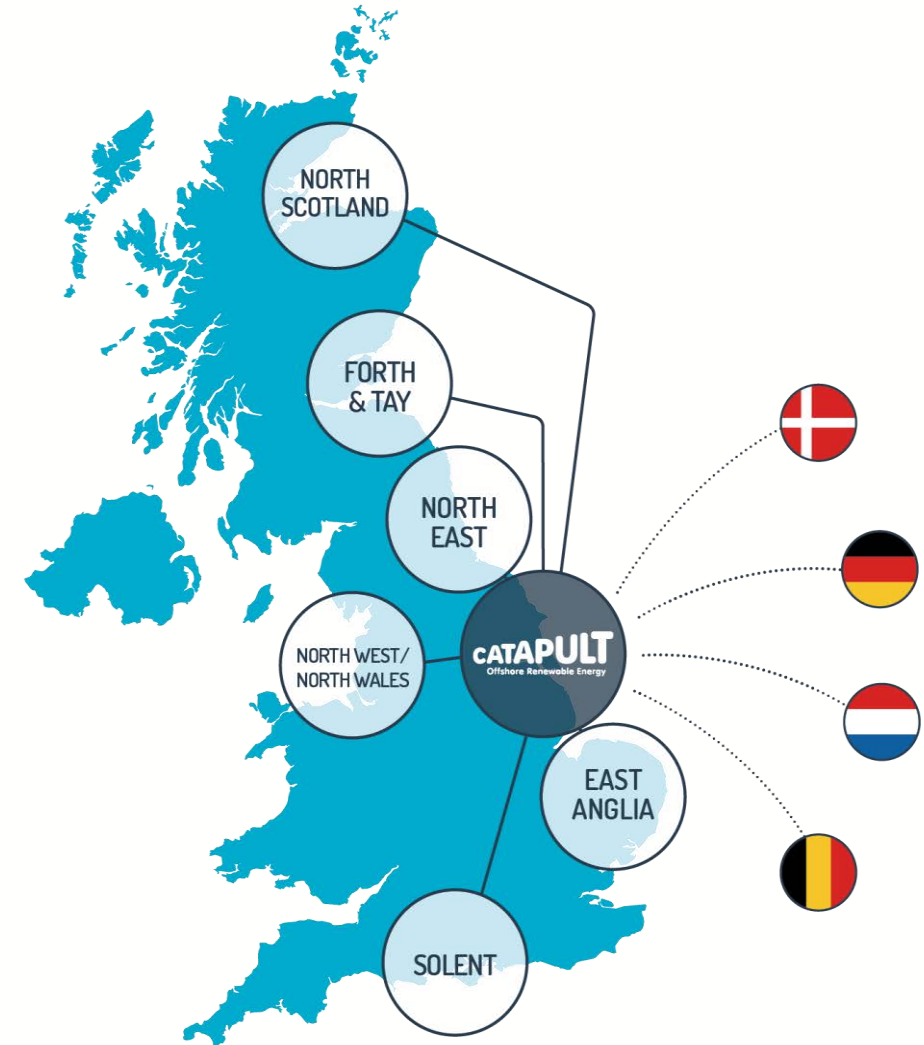 NORTH
SCOTLAND
FORTH
& TAY
NORTH
EAST
NORTH WEST/
NORTH WALES
CATAPULT
Offshore Renewable Energy
EAST
ANGLIA
SOLENT